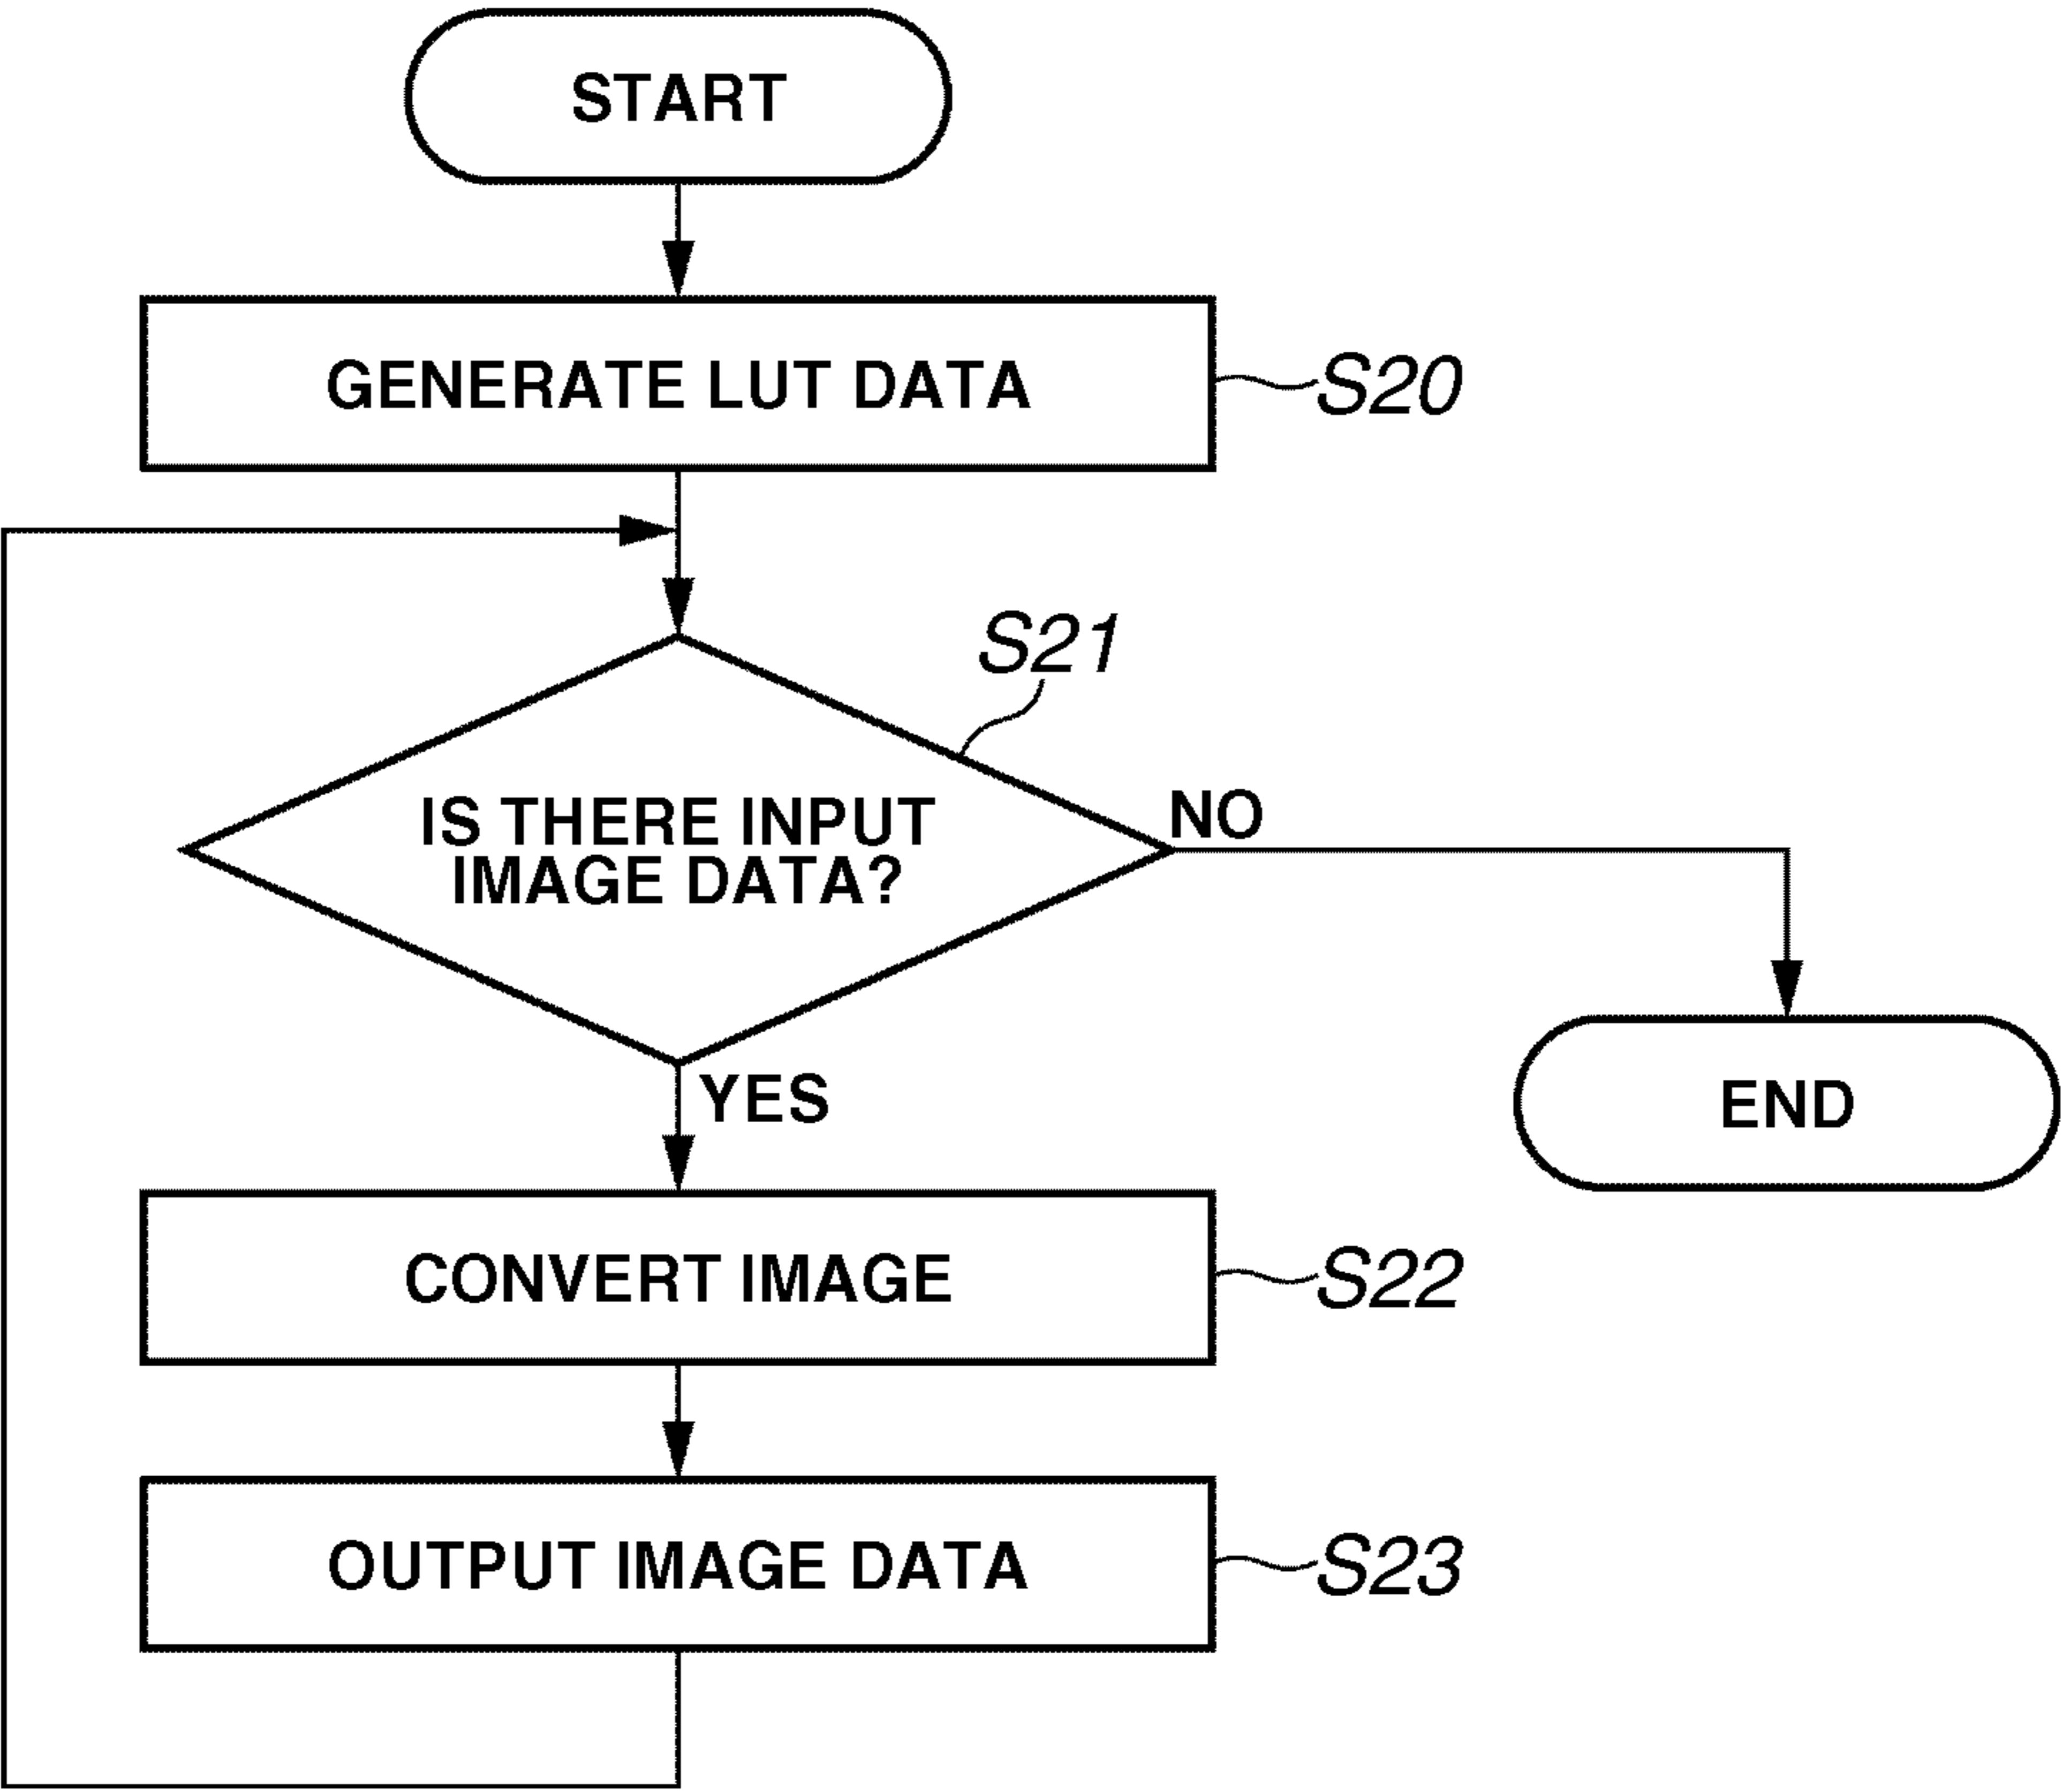 START
GENERATE LUT DATA
S20
S21
IS THERE INPUT
IMAGE DATA?
NO
YES
END
CONVERT IMAGE
S22
OUTPUT IMAGE DATA
S23